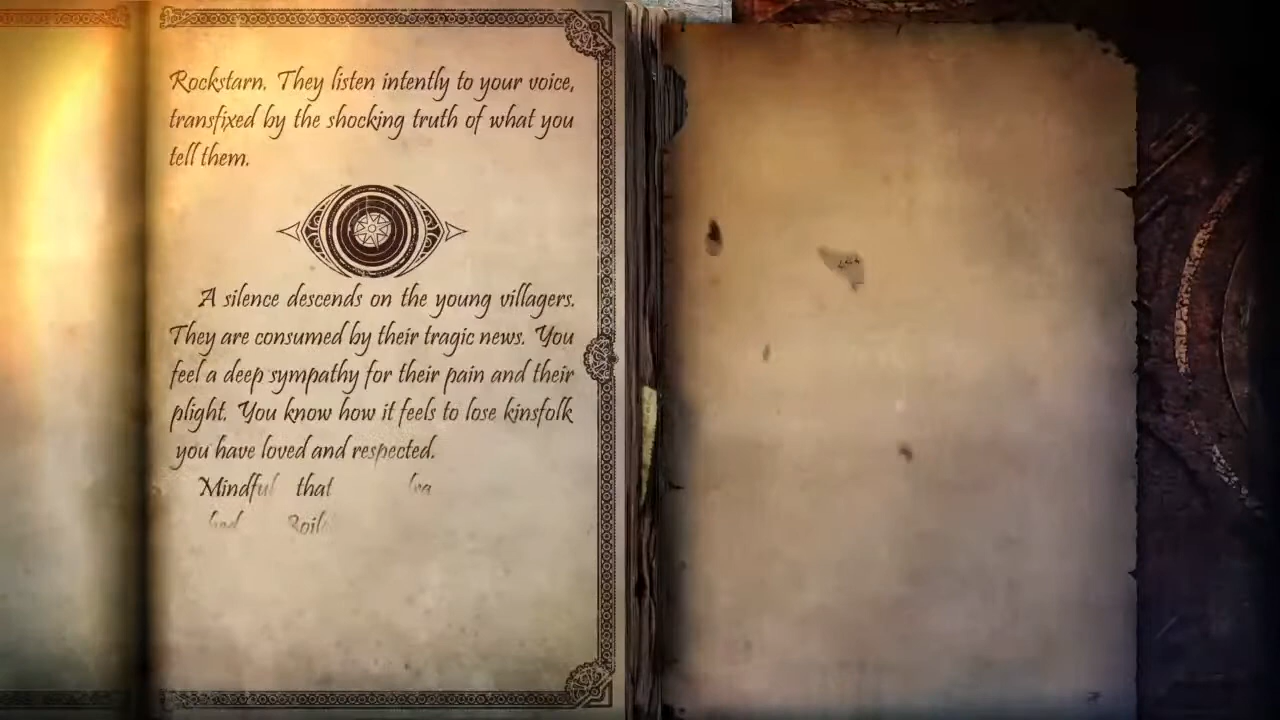 Rockstarn. They listen intently to your voice,
transfixed by the shocking truth of what you
tell them.
A silence descends on the young villagers.
They are consumed by their tragic news. You
feel a deep sympathy for their pain and their
plight. You know how it feels to lose kinsfolk
you have loved and respected.
Mindful that